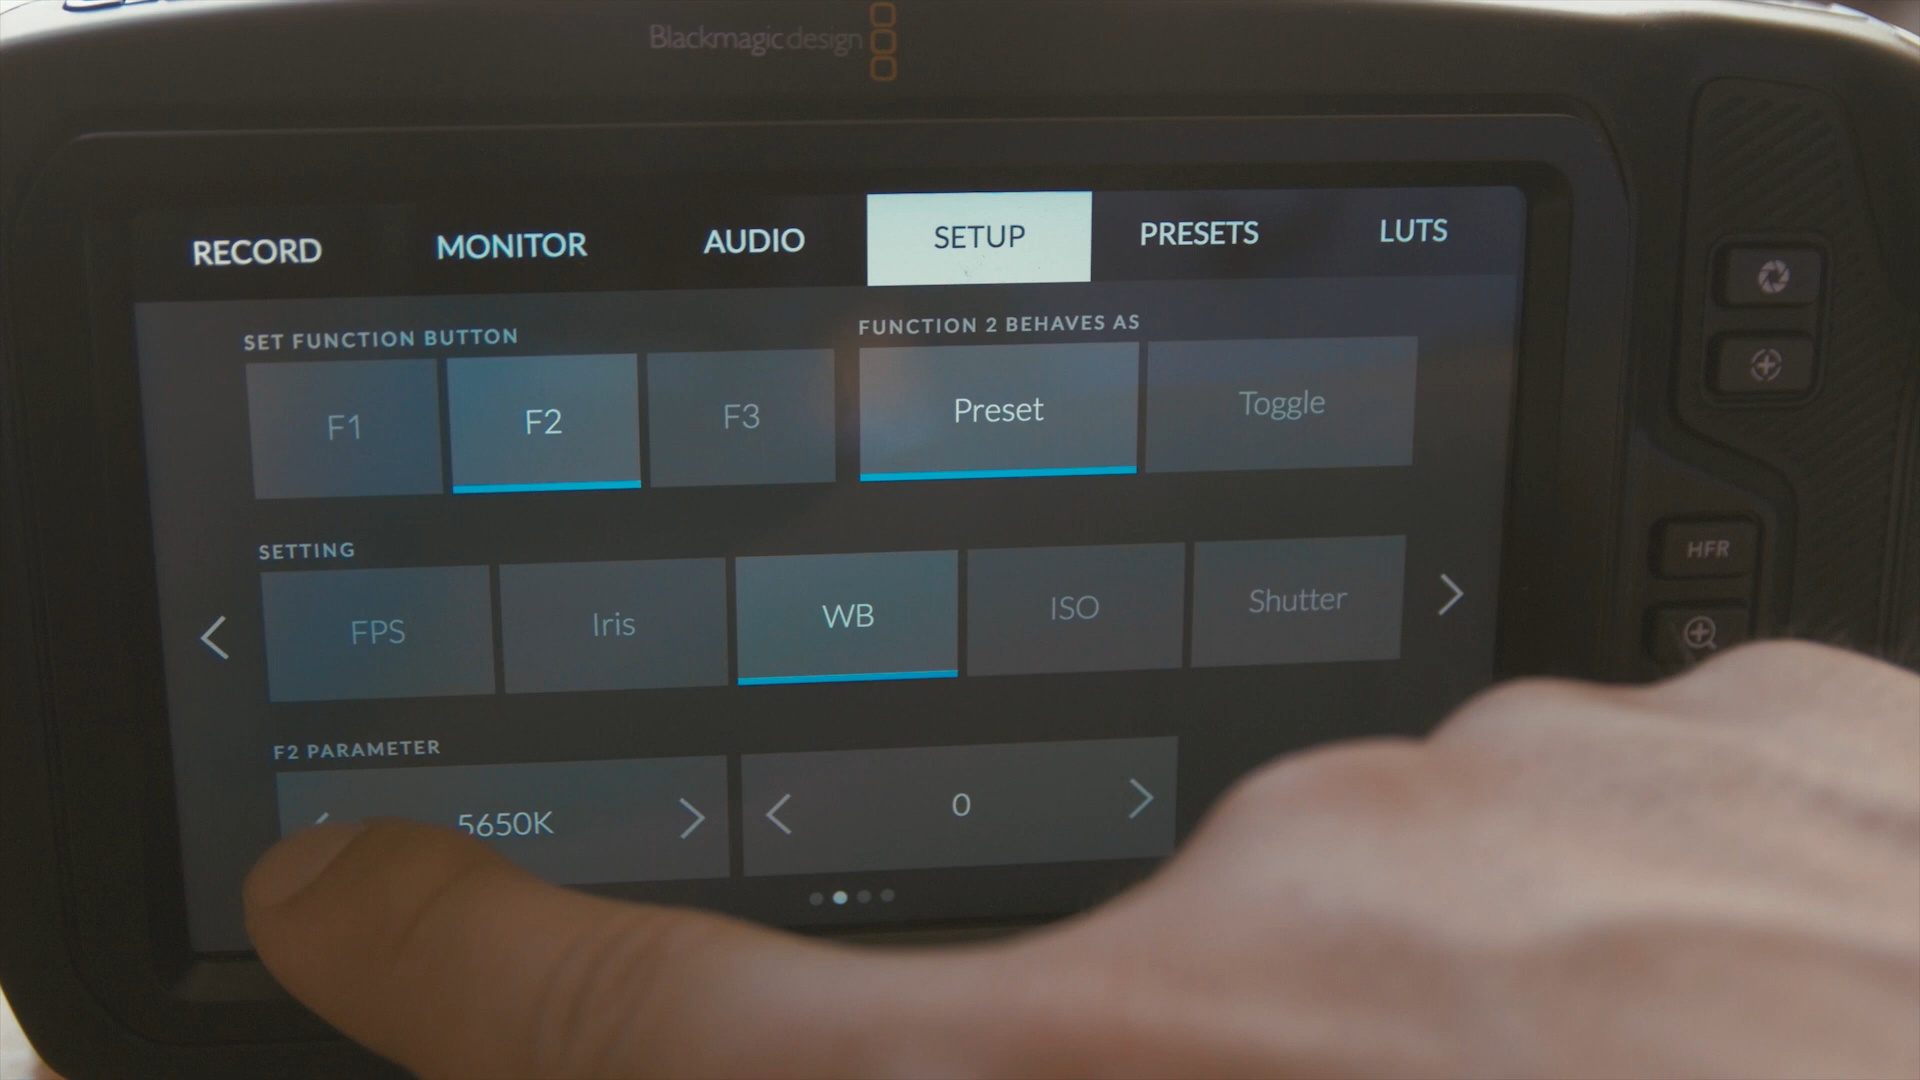 Blackmagicdesign
RECORD MONITOR AUDIO SETUP PRESETS LUTS
SET FUNCTION BUTTON FUNCTION 2 BEHAVES AS
F1 F2 F3 Preset Toggle
SETTING
FPS Iris WB ISO Shutter
HFR
F2 PARAMETER
5650K 0